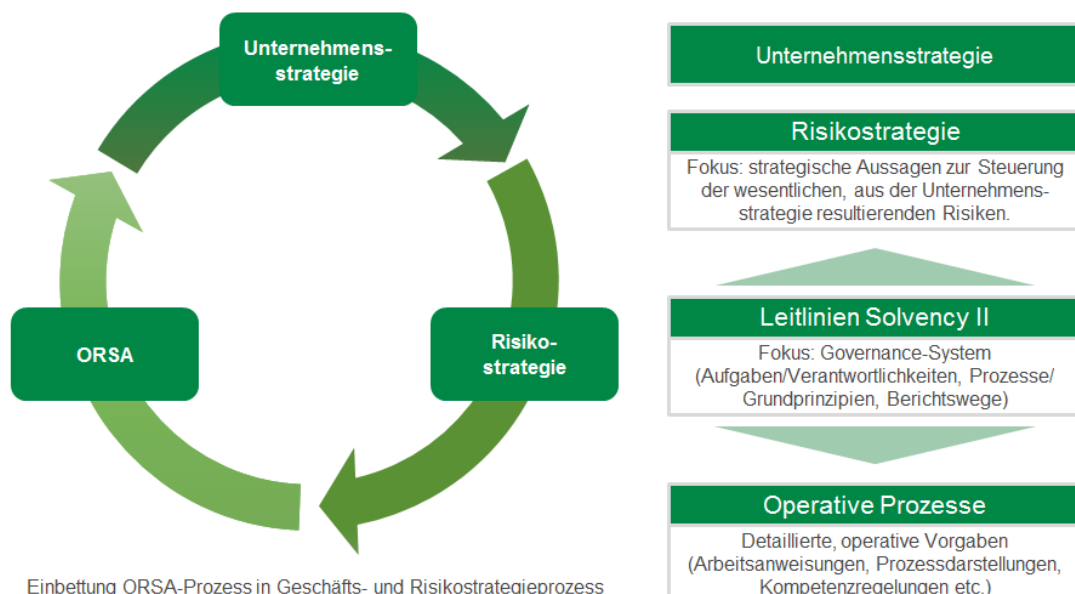 Unternehmens-
strategie
ORSA
Risiko-
strategie
Einbettung ORSA-Prozess in Geschäfts- und Risikostrategieprozess
Unternehmensstrategie
Risikostrategie
Fokus: strategische Aussagen zur Steuerung
der wesentlichen, aus der Unternehmens-
strategie resultierenden Risiken.
Leitlinien Solvency II
Fokus: Governance-System
(Aufgaben/Verantwortlichkeiten, Prozesse/
Grundprinzipien, Berichtswege)
Operative Prozesse
Detaillierte, operative Vorgaben
(Arbeitsanweisungen, Prozessdarstellungen,
Kompetenzregelungen etc.)